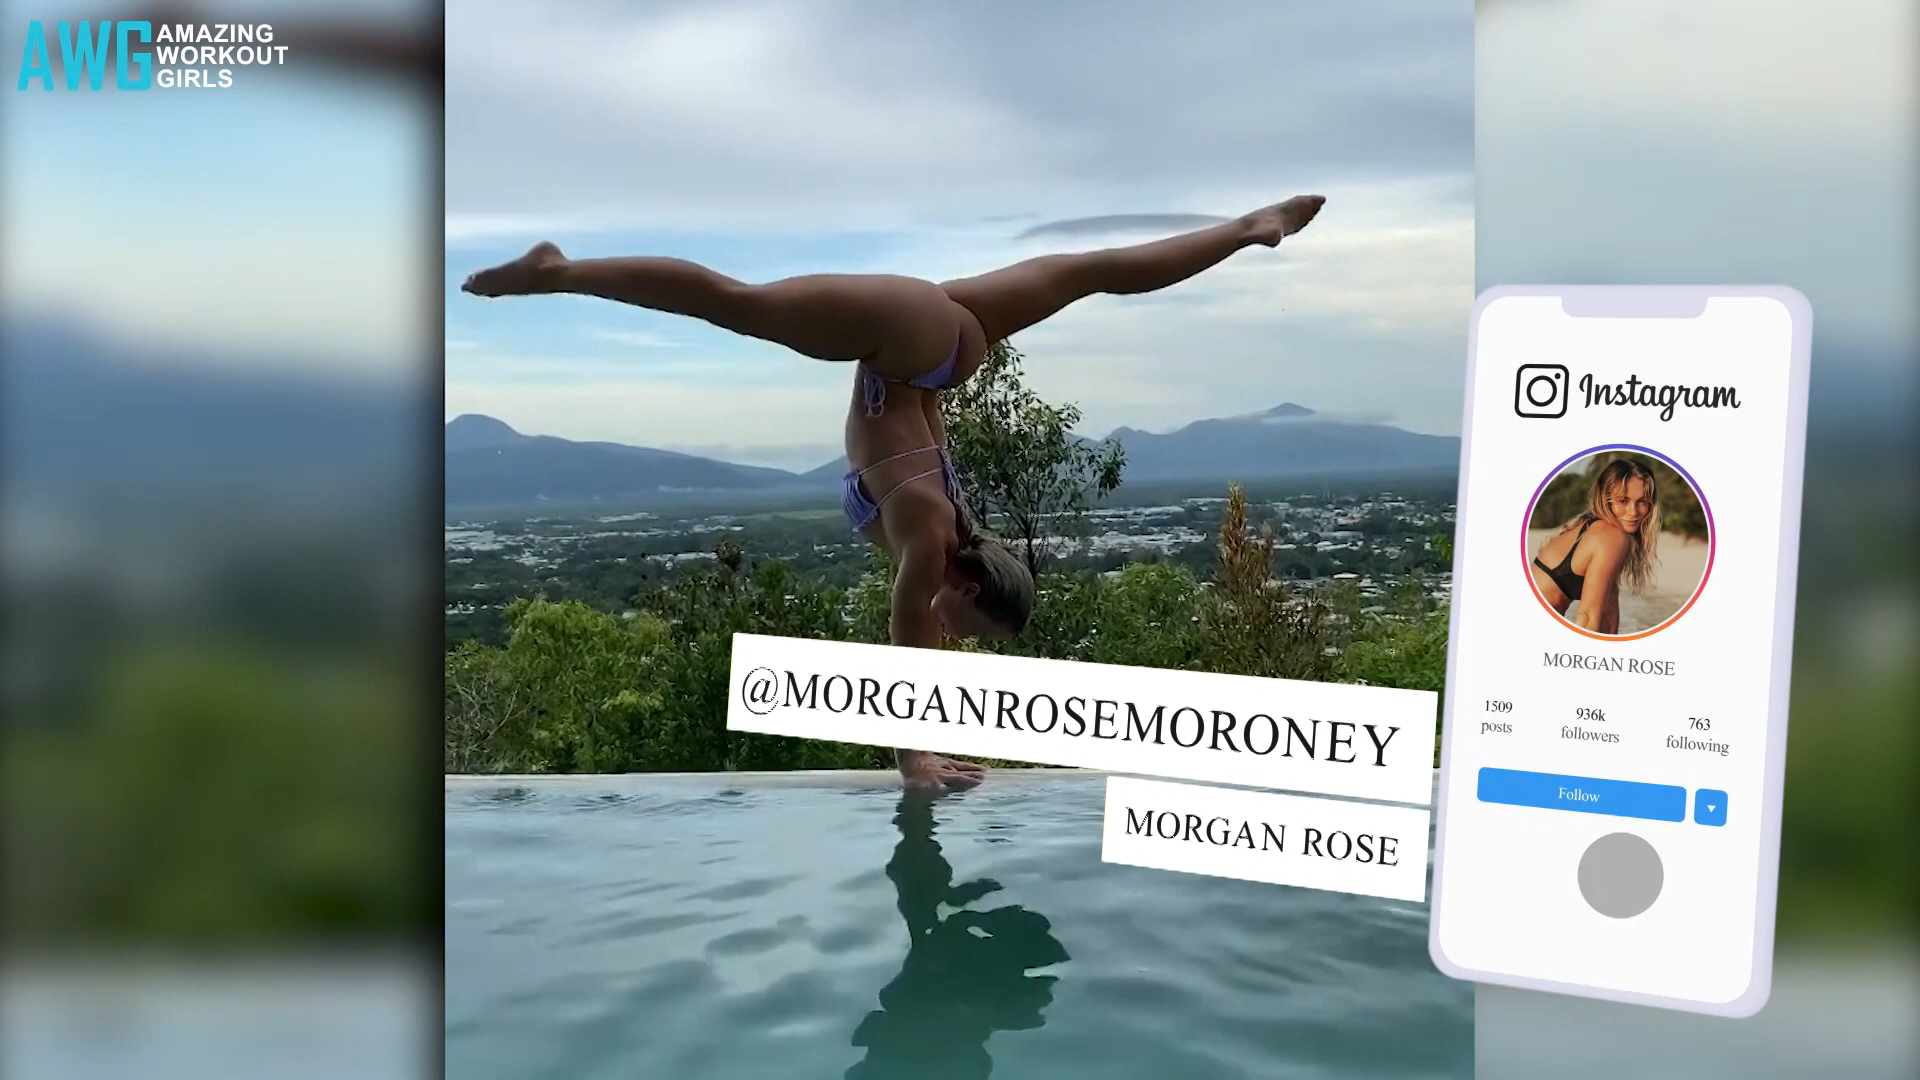 AWG
AMAZING
WORKOUT
GIRLS
Instagram
MORGAN ROSE
1509
posts
936k
followers
763
following
Follow
@MORGANROSEMORONEY
MORGAN ROSE